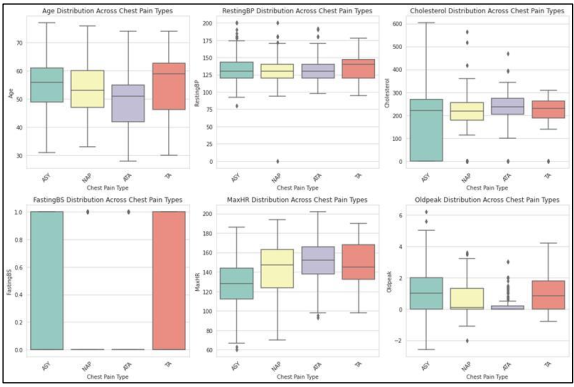 Age Distribution Across Chest Pain Types
70
60
50
40
30
Age
ASY
NAP
ATA
TA
Chest Pain Type
RestingBP Distribution Across Chest Pain Types
200
175
150
125
100
75
50
25
0
RestingBP
ASY
NAP
ATA
TA
Chest Pain Type
Cholesterol Distribution Across Chest Pain Types
600
500
400
300
200
100
0
Cholesterol
ASY
NAP
ATA
TA
Chest Pain Type
FastingBS Distribution Across Chest Pain Types
1.0
0.8
0.6
0.4
0.2
0.0
FastingBS
ASY
NAP
ATA
TA
Chest Pain Type
MaxHR Distribution Across Chest Pain Types
200
180
160
140
120
100
80
60
MaxHR
ASY
NAP
ATA
TA
Chest Pain Type
Oldpeak Distribution Across Chest Pain Types
6
4
2
0
−2
Oldpeak
ASY
NAP
ATA
TA
Chest Pain Type